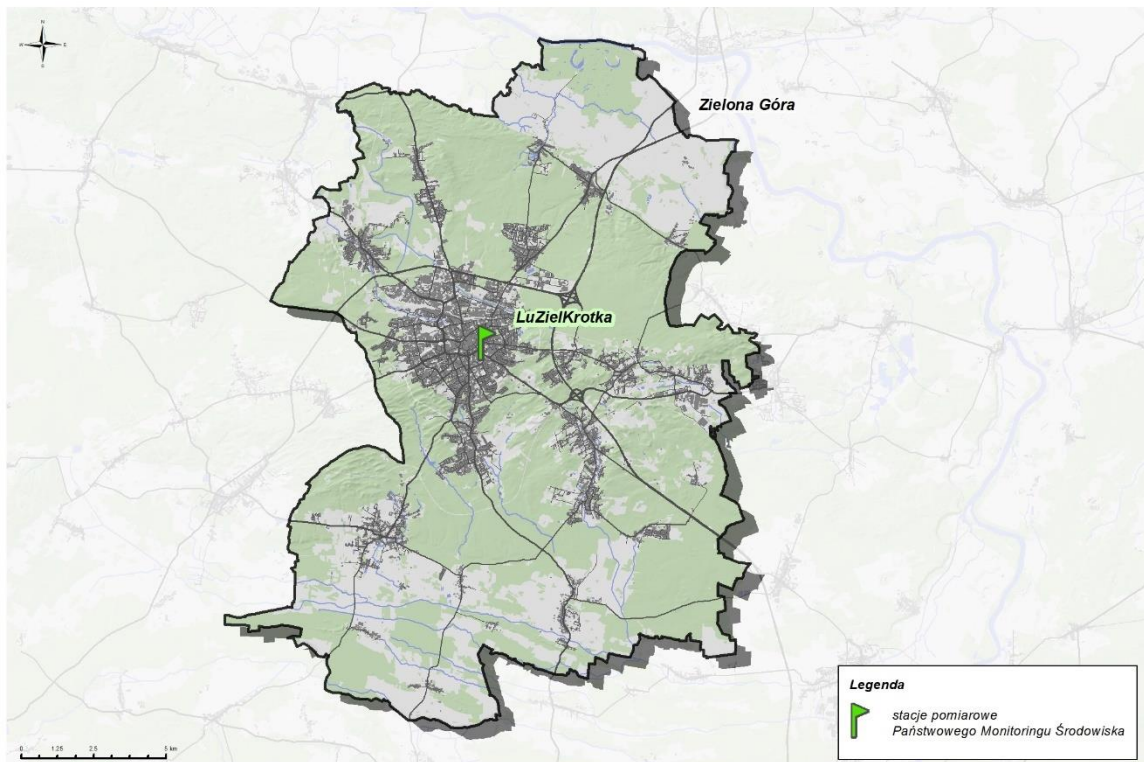 N
W E
S
Zielona Góra
LuZielKrotka
Legenda
stacje pomiarowe
Państwowego Monitoringu Środowiska
0 1.25 2.5 5 km